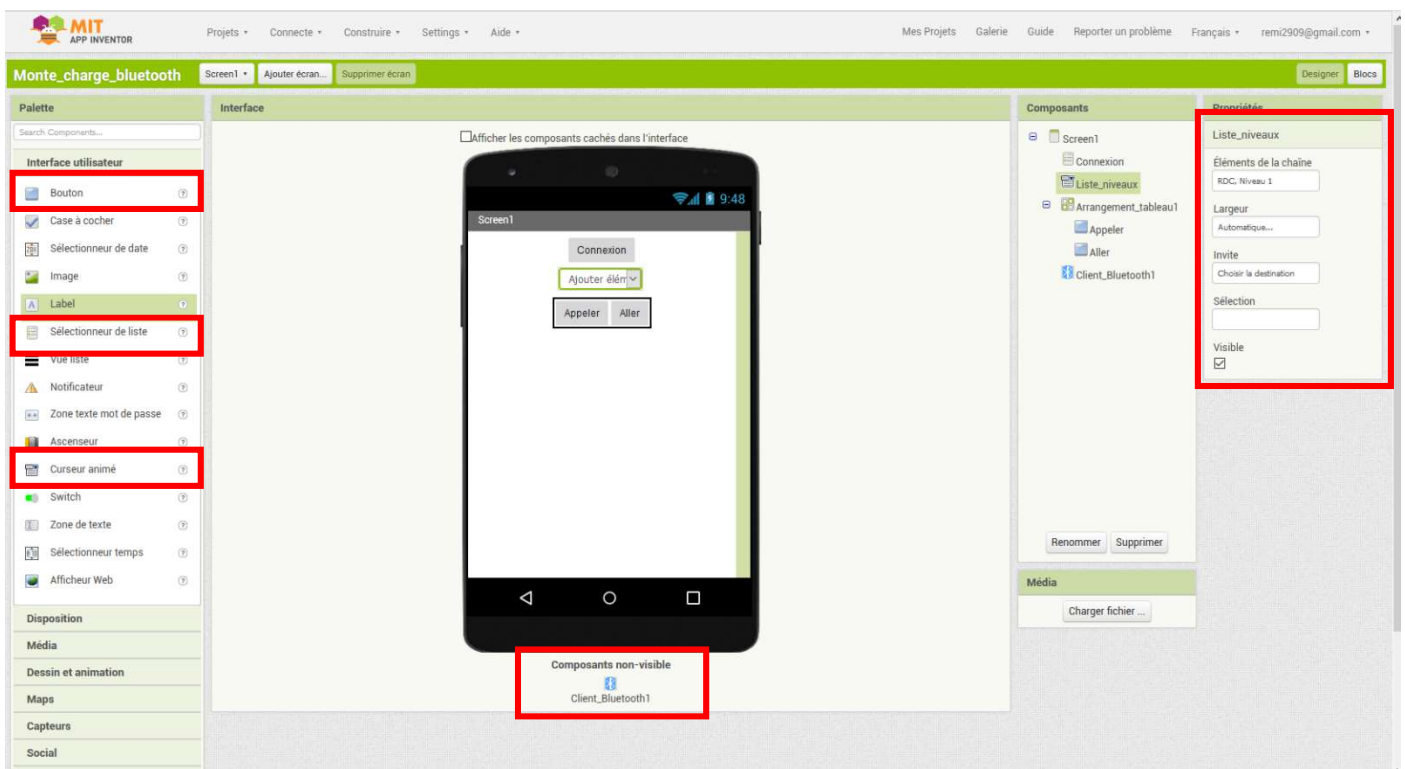 MIT
APP INVENTOR
Projets
Connecte
Construire
Settings
Aide
Mes Projets
Galerie
Guide
Reporter un problème
Français
remi2909@gmail.com
Monte_charge_bluetooth
Screen1
Ajouter écran...
Supprimer écran
Designer
Blocs
Palette
Search Components...
Interface utilisateur
Bouton
Case à cocher
Sélectionneur de date
Image
Label
Sélectionneur de liste
Vue liste
Notificateur
Zone texte mot de passe
Ascenseur
Curseur animé
Switch
Zone de texte
Sélectionneur temps
Afficheur Web
Disposition
Média
Dessin et animation
Maps
Capteurs
Social
Interface
Afficher les composants cachés dans l'interface
9:48
Screen1
Connexion
Ajouter élém
Appeler Aller
Composants non-visible
Client_Bluetooth1
Composants
Screen1
Connexion
Liste_niveaux
Arrangement_tableau1
Appeler
Aller
Client_Bluetooth1
Renommer Supprimer
Média
Charger fichier ...
Propriétés
Liste_niveaux
Éléments de la chaîne
RDC, Niveau 1
Largeur
Automatique...
Invite
Choisir la destination
Sélection
Visible